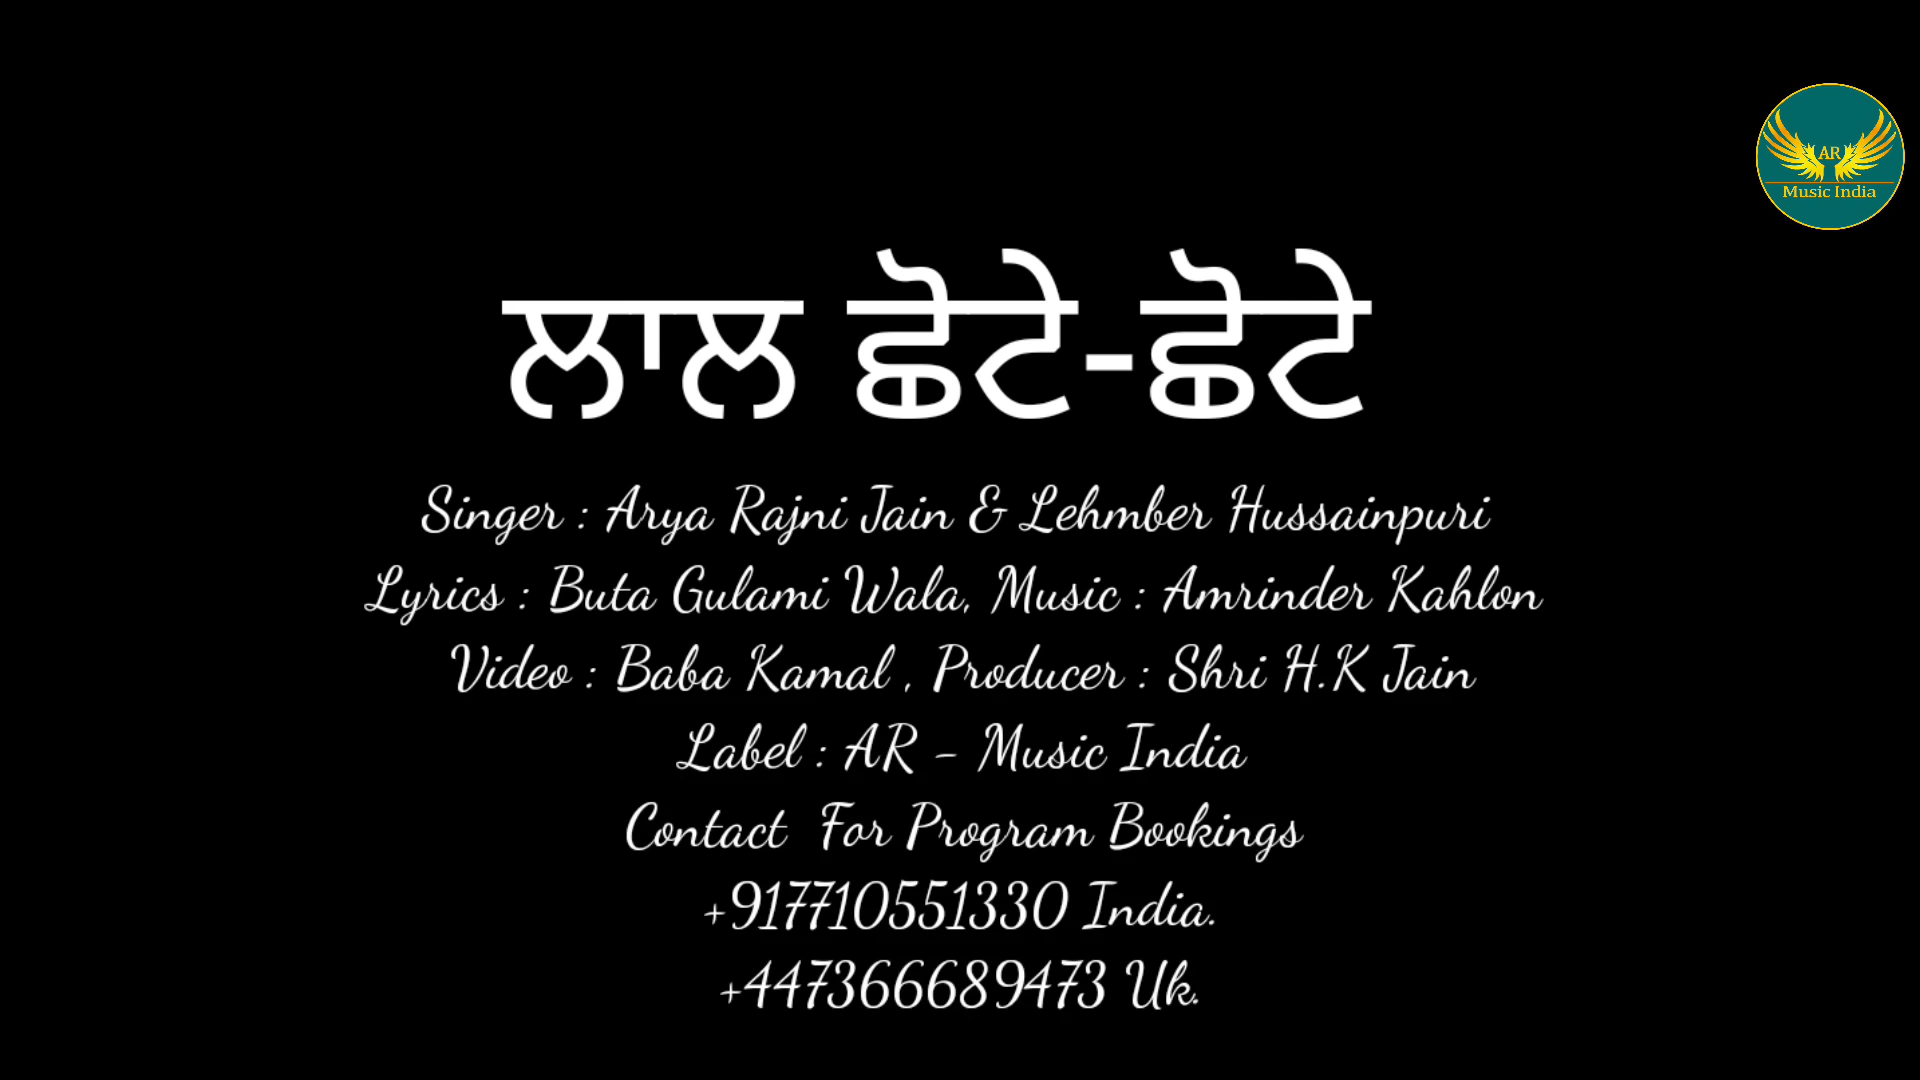 AR
Music India
ਲਾਲ ਛੋਟੇ-ਛੋਟੇ
Singer : Arya Rajni Jain & Lehmber Hussainpuri
Lyrics : Buta Gulami Wala, Music : Amrinder Kahlon
Video : Baba Kamal , Producer : Shri H.K Jain
Label : AR - Music India
Contact For Program Bookings
+917710551330 India.
+447366689473 Uk.